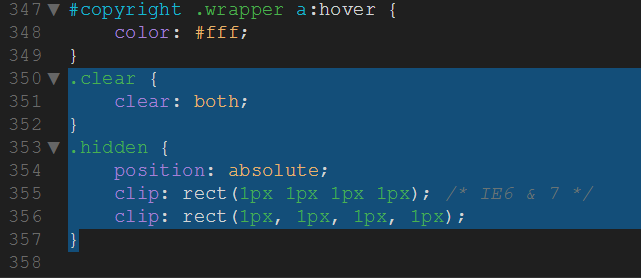 347 ▼ #copyright .wrapper a:hover {
348 color: #fff;
349 }
350 ▼ .clear {
351 clear: both;
352 }
353 ▼ .hidden {
354 position: absolute;
355 clip: rect(1px 1px 1px 1px); /* IE6 & 7 */
356 clip: rect(1px, 1px, 1px, 1px);
357 }
358